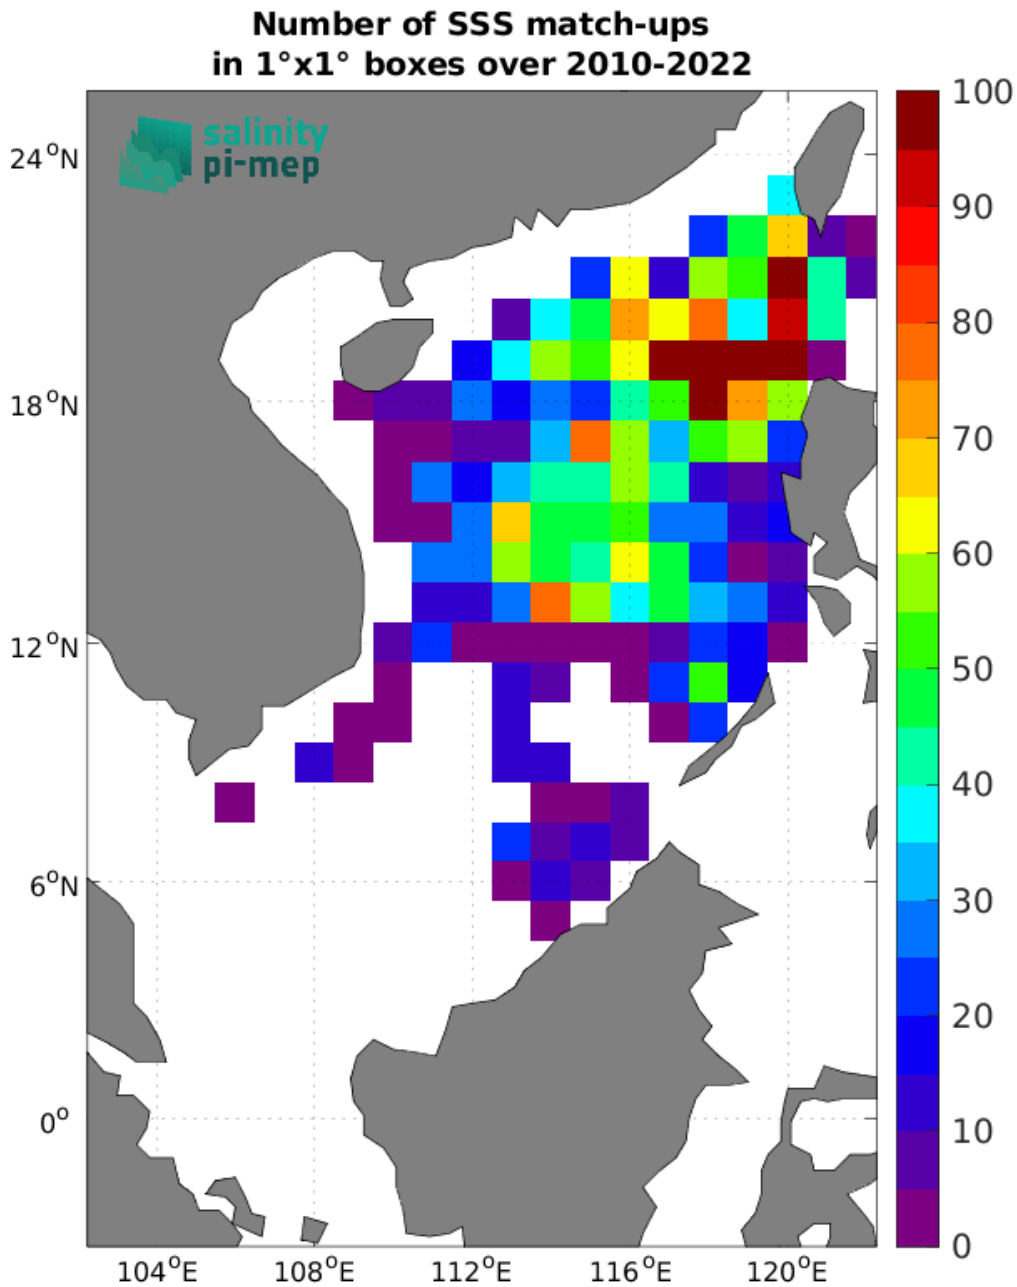 Number of SSS match-ups
in 1°x1° boxes over 2010-2022
salinity
pi-mep
24°N
18°N
12°N
6°N
0°
104°E 108°E 112°E 116°E 120°E
100
90
80
70
60
50
40
30
20
10
0